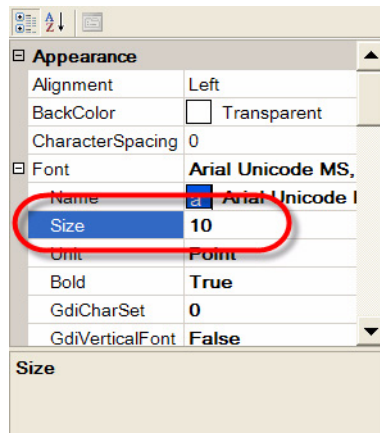 Appearance
Alignment Left
BackColor Transparent
CharacterSpacing 0
Font Arial Unicode MS,
Name a Arial Unicode
Size 10
Unit Point
Bold True
GdiCharSet 0
GdiVerticalFont False
Size